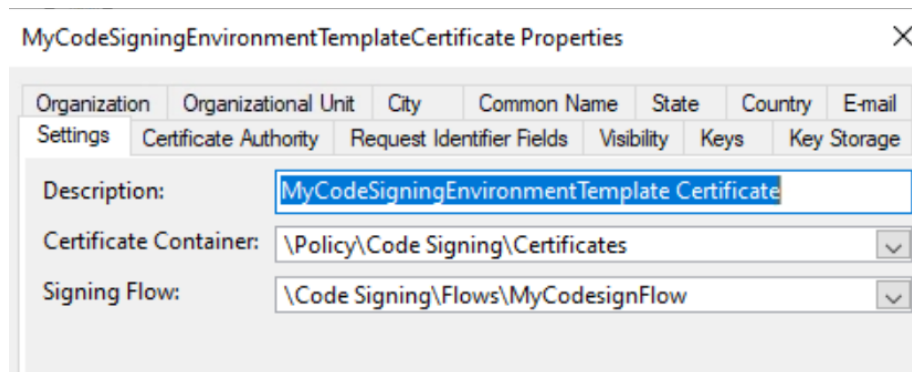 MyCodeSigningEnvironmentTemplateCertificate Properties
Organization Organizational Unit City Common Name State Country E-mail
Settings Certificate Authority Request Identifier Fields Visibility Keys Key Storage
Description: MyCodeSigningEnvironmentTemplate Certificate
Certificate Container: \Policy\Code Signing\Certificates
Signing Flow: \Code Signing\Flows\MyCodesignFlow